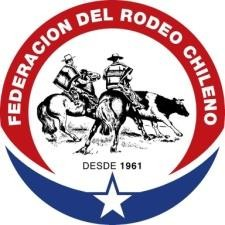 FEDERACION DEL RODEO CHILENO
DESDE 1961